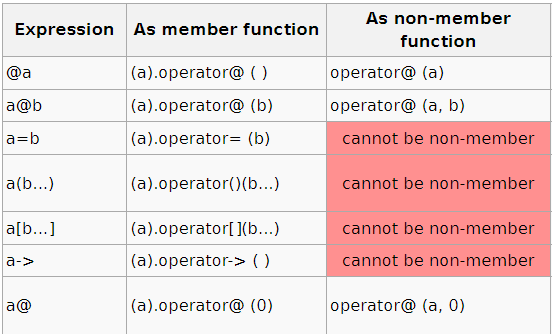 Expression As member function As non-member
function
@a (a).operator@ ( ) operator@ (a)
a@b (a).operator@ (b) operator@ (a, b)
a=b (a).operator= (b) cannot be non-member
a(b...) (a).operator()(b...) cannot be non-member
a[b...] (a).operator[](b...) cannot be non-member
a-> (a).operator-> ( ) cannot be non-member
a@ (a).operator@ (0) operator@ (a, 0)